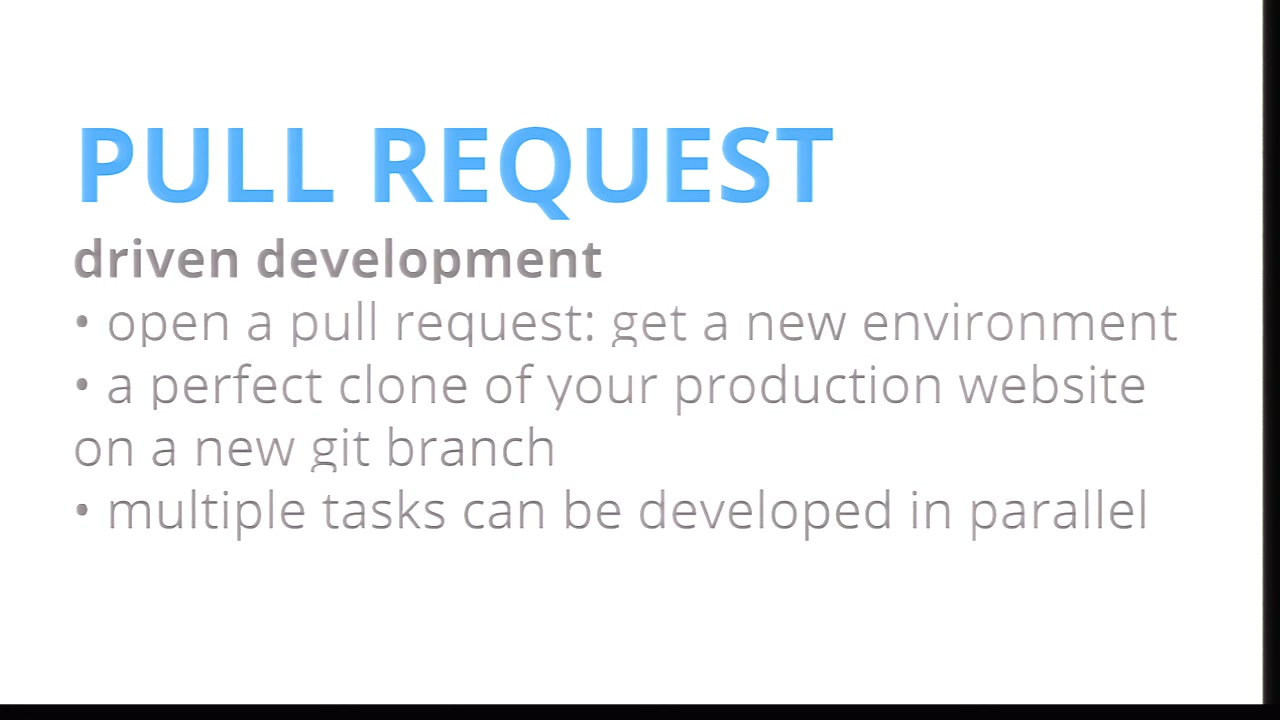 PULL REQUEST
driven development
• open a pull request: get a new environment
• a perfect clone of your production website
on a new git branch
• multiple tasks can be developed in parallel